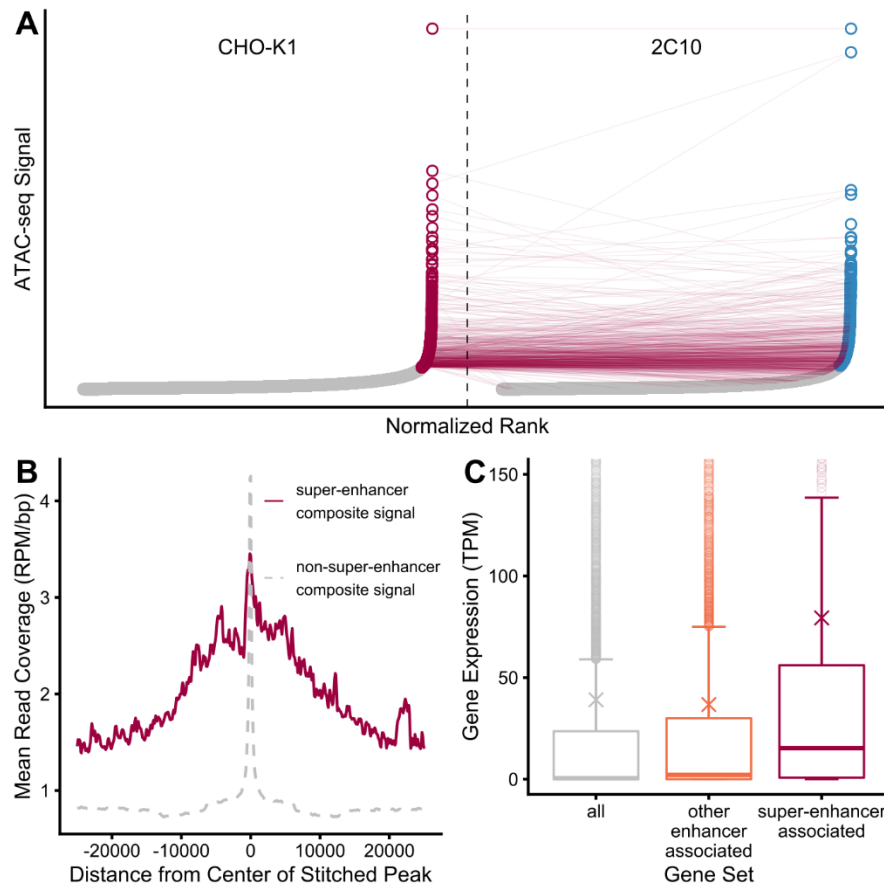 A
CHO-K1
2C10
ATAC-seq Signal
Normalized Rank
B
super-enhancer
composite signal
non-super-enhancer
composite signal
Mean Read Coverage (RPM/bp)
4
3
2
1
-20000
-10000
0
10000
20000
Distance from Center of Stitched Peak
C
Gene Expression (TPM)
150
100
50
0
all
other
enhancer
associated
super-enhancer
associated
Gene Set